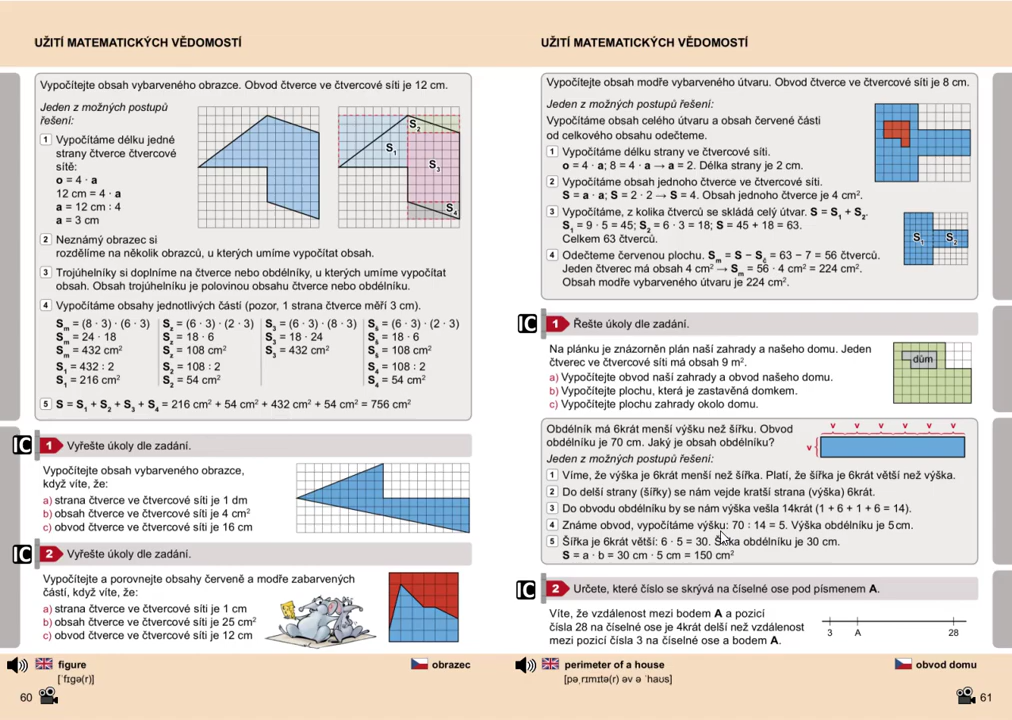 UŽITÍ MATEMATICKÝCH VĚDOMOSTÍ
Vypočítejte obsah vybarveného obrazce. Obvod čtverce ve čtvercové síti je 12 cm.
Jeden z možných postupů
řešení:
1 Vypočítáme délku jedné
strany čtverce čtvercové
sítě:
o = 4 · a
12 cm = 4 · a
a = 12 cm : 4
a = 3 cm
S1
S2
S3
S4
2 Neznámý obrazec si
rozdělíme na několik obrazců, u kterých umíme vypočítat obsah.
3 Trojúhelníky si doplníme na čtverce nebo obdélníky, u kterých umíme vypočítat
obsah. Obsah trojúhelníku je polovinou obsahu čtverce nebo obdélníku.
4 Vypočítáme obsahy jednotlivých částí (pozor, 1 strana čtverce měří 3 cm).
Sm = (8 · 3) · (6 · 3) Sz = (6 · 3) · (2 · 3) S3 = (6 · 3) · (8 · 3) Sš = (6 · 3) · (2 · 3)
Sm = 24 · 18 Sz = 18 · 6 S3 = 18 · 24 Sš = 18 · 6
Sm = 432 cm² Sz = 108 cm² S3 = 432 cm² Sš = 108 cm²
S1 = 432 : 2 S2 = 108 : 2 S4 = 108 : 2
S1 = 216 cm² S2 = 54 cm² S4 = 54 cm²
5 S = S1 + S2 + S3 + S4 = 216 cm² + 54 cm² + 432 cm² + 54 cm² = 756 cm²
IC 1 Vyřešte úkoly dle zadání.
Vypočítejte obsah vybarveného obrazce,
když víte, že:
a) strana čtverce ve čtvercové síti je 1 dm
b) obsah čtverce ve čtvercové síti je 4 cm²
c) obvod čtverce ve čtvercové síti je 16 cm
IC 2 Vyřešte úkoly dle zadání.
Vypočítejte a porovnejte obsahy červeně a modře zabarvených
částí, když víte, že:
a) strana čtverce ve čtvercové síti je 1 cm
b) obsah čtverce ve čtvercové síti je 25 cm²
c) obvod čtverce ve čtvercové síti je 12 cm
figure
[ˈfɪgə(r)]
obrazec
60
UŽITÍ MATEMATICKÝCH VĚDOMOSTÍ
Vypočítejte obsah modře vybarveného útvaru. Obvod čtverce ve čtvercové síti je 8 cm.
Jeden z možných postupů řešení:
Vypočítáme obsah celého útvaru a obsah červené části
od celkového obsahu odečteme.
1 Vypočítáme délku strany ve čtvercové síti.
o = 4 · a; 8 = 4 · a → a = 2. Délka strany je 2 cm.
2 Vypočítáme obsah jednoho čtverce ve čtvercové síti.
S = a · a; S = 2 · 2 → S = 4. Obsah jednoho čtverce je 4 cm².
3 Vypočítáme, z kolika čtverců se skládá celý útvar. S = S1 + S2.
S1 = 9 · 5 = 45; S2 = 6 · 3 = 18; S = 45 + 18 = 63.
Celkem 63 čtverců.
4 Odečteme červenou plochu. Sm = S − Sč = 63 − 7 = 56 čtverců.
Jeden čtverec má obsah 4 cm² → Sm = 56 · 4 cm² = 224 cm².
Obsah modře vybarveného útvaru je 224 cm².
S1 S2
IC 1 Řešte úkoly dle zadání.
Na plánku je znázorněn plán naší zahrady a našeho domu. Jeden
čtverec ve čtvercové síti má obsah 9 m².
a) Vypočítejte obvod naší zahrady a obvod našeho domu.
b) Vypočítejte plochu, která je zastavěná domkem.
c) Vypočítejte plochu zahrady okolo domu.
dům
Obdélník má 6krát menší výšku než šířku. Obvod
obdélníku je 70 cm. Jaký je obsah obdélníku?
v v v v v v
v
Jeden z možných postupů řešení:
1 Víme, že výška je 6krát menší než šířka. Platí, že šířka je 6krát větší než výška.
2 Do delší strany (šířky) se nám vejde kratší strana (výška) 6krát.
3 Do obvodu obdélníku by se nám výška vešla 14krát (1 + 6 + 1 + 6 = 14).
4 Známe obvod, vypočítáme výšku: 70 : 14 = 5. Výška obdélníku je 5 cm.
5 Šířka je 6krát větší: 6 · 5 = 30. Šířka obdélníku je 30 cm.
S = a · b = 30 cm · 5 cm = 150 cm²
IC 2 Určete, které číslo se skrývá na číselné ose pod písmenem A.
Víte, že vzdálenost mezi bodem A a pozicí
čísla 28 na číselné ose je 4krát delší než vzdálenost
mezi pozicí čísla 3 na číselné ose a bodem A.
3 A 28
perimeter of a house
[pəˌrɪmɪtə(r) əv ə ˈhaʊs]
obvod domu
61